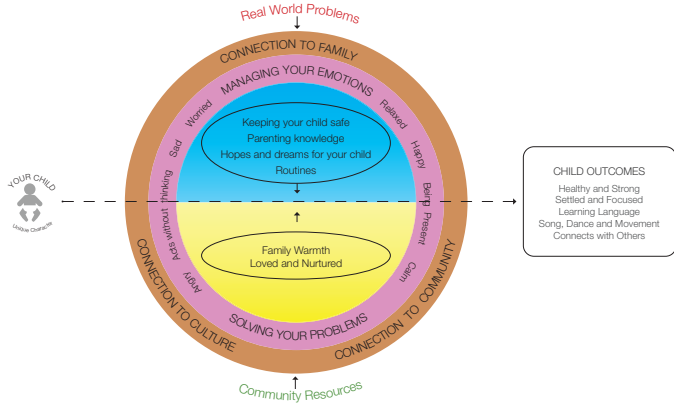 Real World Problems
CONNECTION TO FAMILY
MANAGING YOUR EMOTIONS
Worried
Relaxed
Sad
Happy
Keeping your child safe
Parenting knowledge
Hopes and dreams for your child
Routines
YOUR CHILD
Unique Character
Acts without thinking
Being Present
Angry
Calm
Family Warmth
Loved and Nurtured
SOLVING YOUR PROBLEMS
CONNECTION TO CULTURE
CONNECTION TO COMMUNITY
Community Resources
CHILD OUTCOMES
Healthy and Strong
Settled and Focused
Learning Language
Song, Dance and Movement
Connects with Others